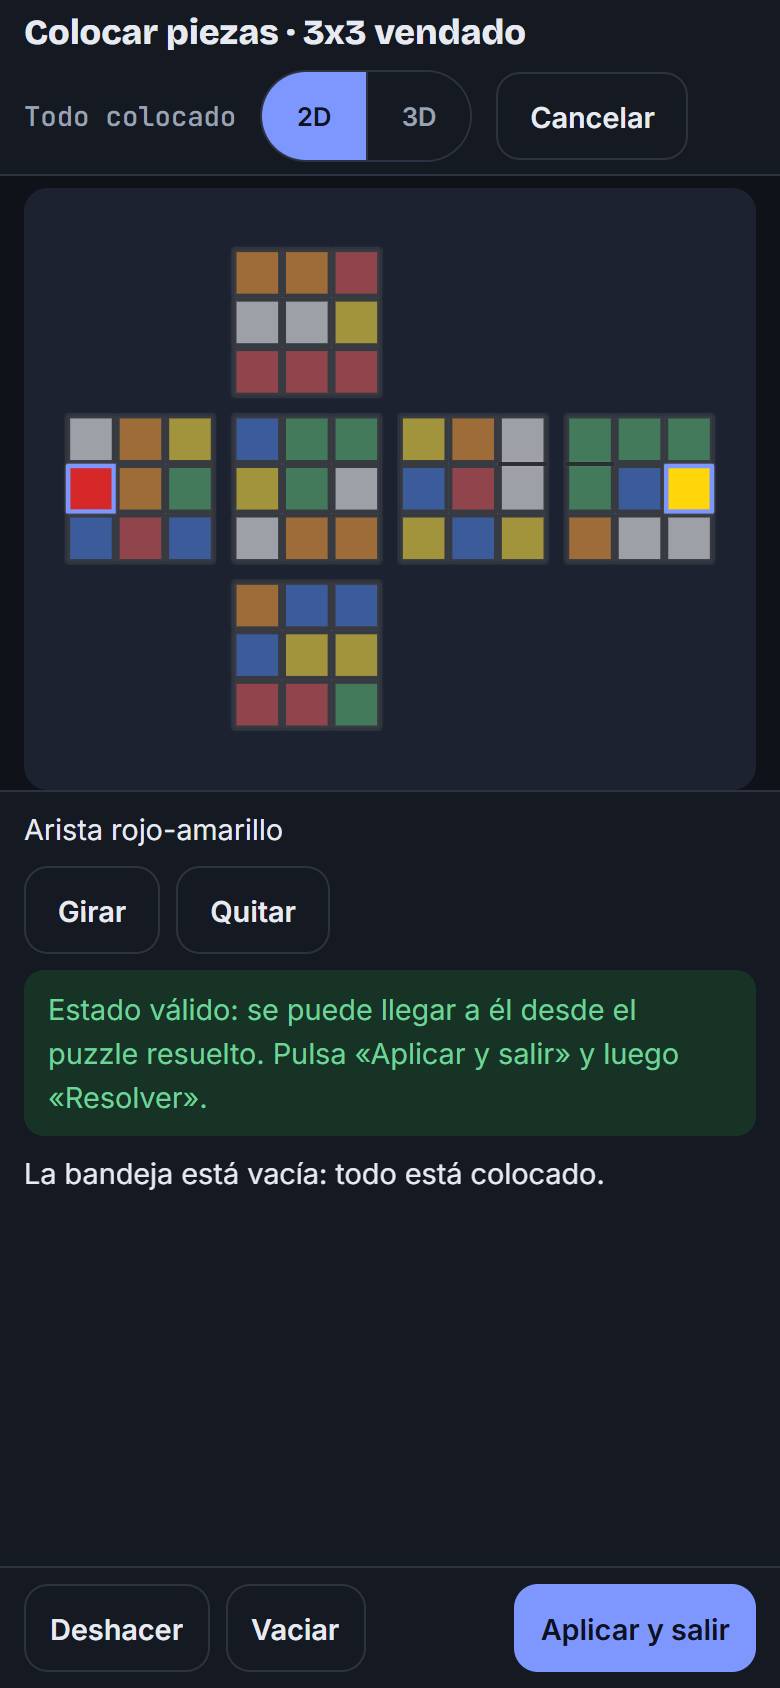 Colocar piezas · 3x3 vendado
Todo colocado
2D
3D
Cancelar
Arista rojo-amarillo
Girar
Quitar
Estado válido: se puede llegar a él desde el
puzzle resuelto. Pulsa «Aplicar y salir» y luego
«Resolver».
La bandeja está vacía: todo está colocado.
Deshacer
Vaciar
Aplicar y salir